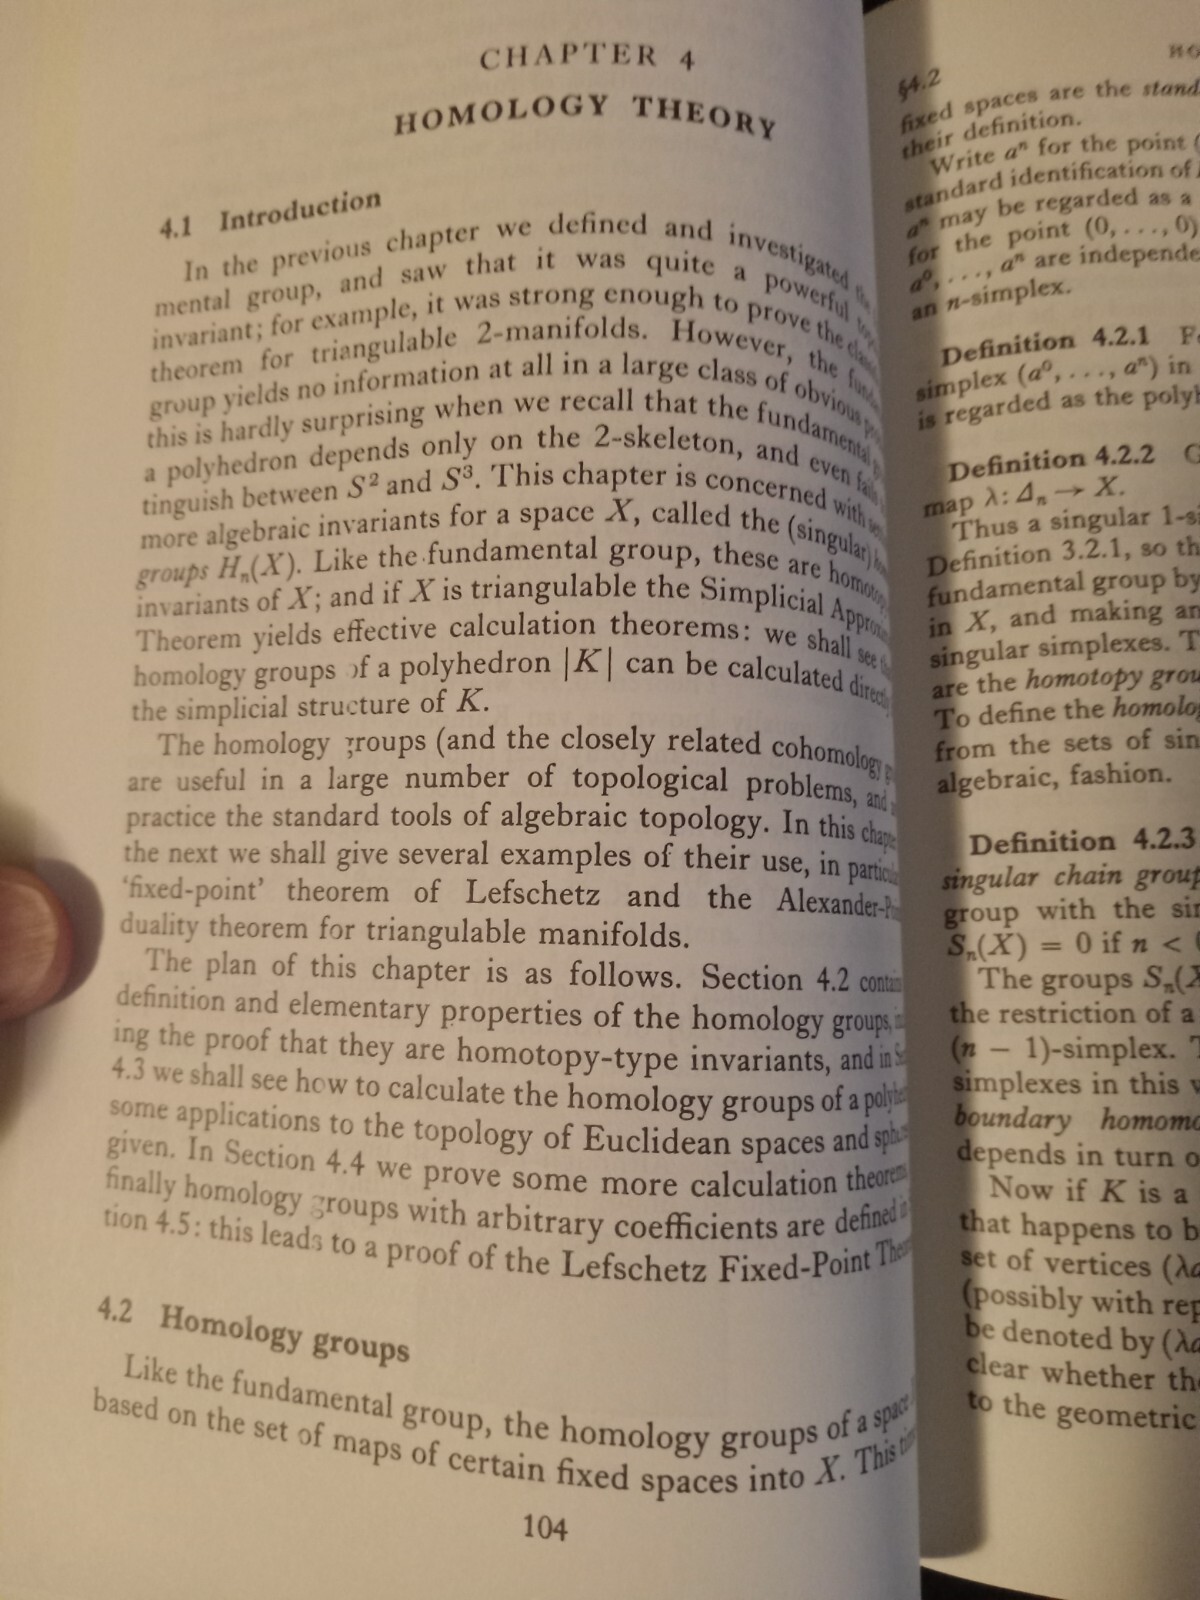 CHAPTER 4
HOMOLOGY THEORY
4.1 Introduction
In the previous chapter we defined and investigated the
mental group, and saw that it was quite a powerful
invariant; for example, it was strong enough to prove the
theorem for triangulable 2-manifolds. However, the
group yields no information at all in a large class of obvious
this is hardly surprising when we recall that the fundamental
a polyhedron depends only on the 2-skeleton, and even fails
tinguish between S² and S³. This chapter is concerned with
more algebraic invariants for a space X, called the (singular)
groups Hₙ(X). Like the fundamental group, these are
invariants of X; and if X is triangulable the Simplicial
Theorem yields effective calculation theorems: we shall see
homology groups of a polyhedron |K| can be calculated
the simplicial structure of K.
The homology groups (and the closely related cohomology
are useful in a large number of topological problems, and
practice the standard tools of algebraic topology. In this
the next we shall give several examples of their use, in
'fixed-point' theorem of Lefschetz and the
duality theorem for triangulable manifolds.
The plan of this chapter is as follows. Section 4.2
definition and elementary properties of the homology groups,
ing the proof that they are homotopy-type invariants, and in
4.3 we shall see how to calculate the homology groups of a
some applications to the topology of Euclidean spaces and
given. In Section 4.4 we prove some more calculation
finally homology groups with arbitrary coefficients are defined
tion 4.5: this leads to a proof of the Lefschetz Fixed-Point
4.2 Homology groups
Like the fundamental group, the homology groups of a space
based on the set of maps of certain fixed spaces into X. This
104
§4.2
fixed spaces are the
their definition.
Write aⁿ for the point (
standard identification of
aⁿ may be regarded as a
for the point (0, . . ., 0)
a⁰, . . ., aⁿ are
an n-simplex.
Definition 4.2.1
simplex (a⁰, . . ., aⁿ) in
is regarded as the
Definition 4.2.2
map λ: Δₙ → X.
Thus a singular
Definition 3.2.1, so
fundamental group by
in X, and making
singular simplexes.
are the homotopy
To define the
from the sets of
algebraic, fashion.
Definition 4.2.3
singular chain
group with the
Sₙ(X) = 0 if n <
The groups
the restriction of a
(n − 1)-simplex.
simplexes in this
boundary
depends in turn
Now if K is a
that happens to
set of vertices
(possibly with
be denoted by
clear whether
to the geometric